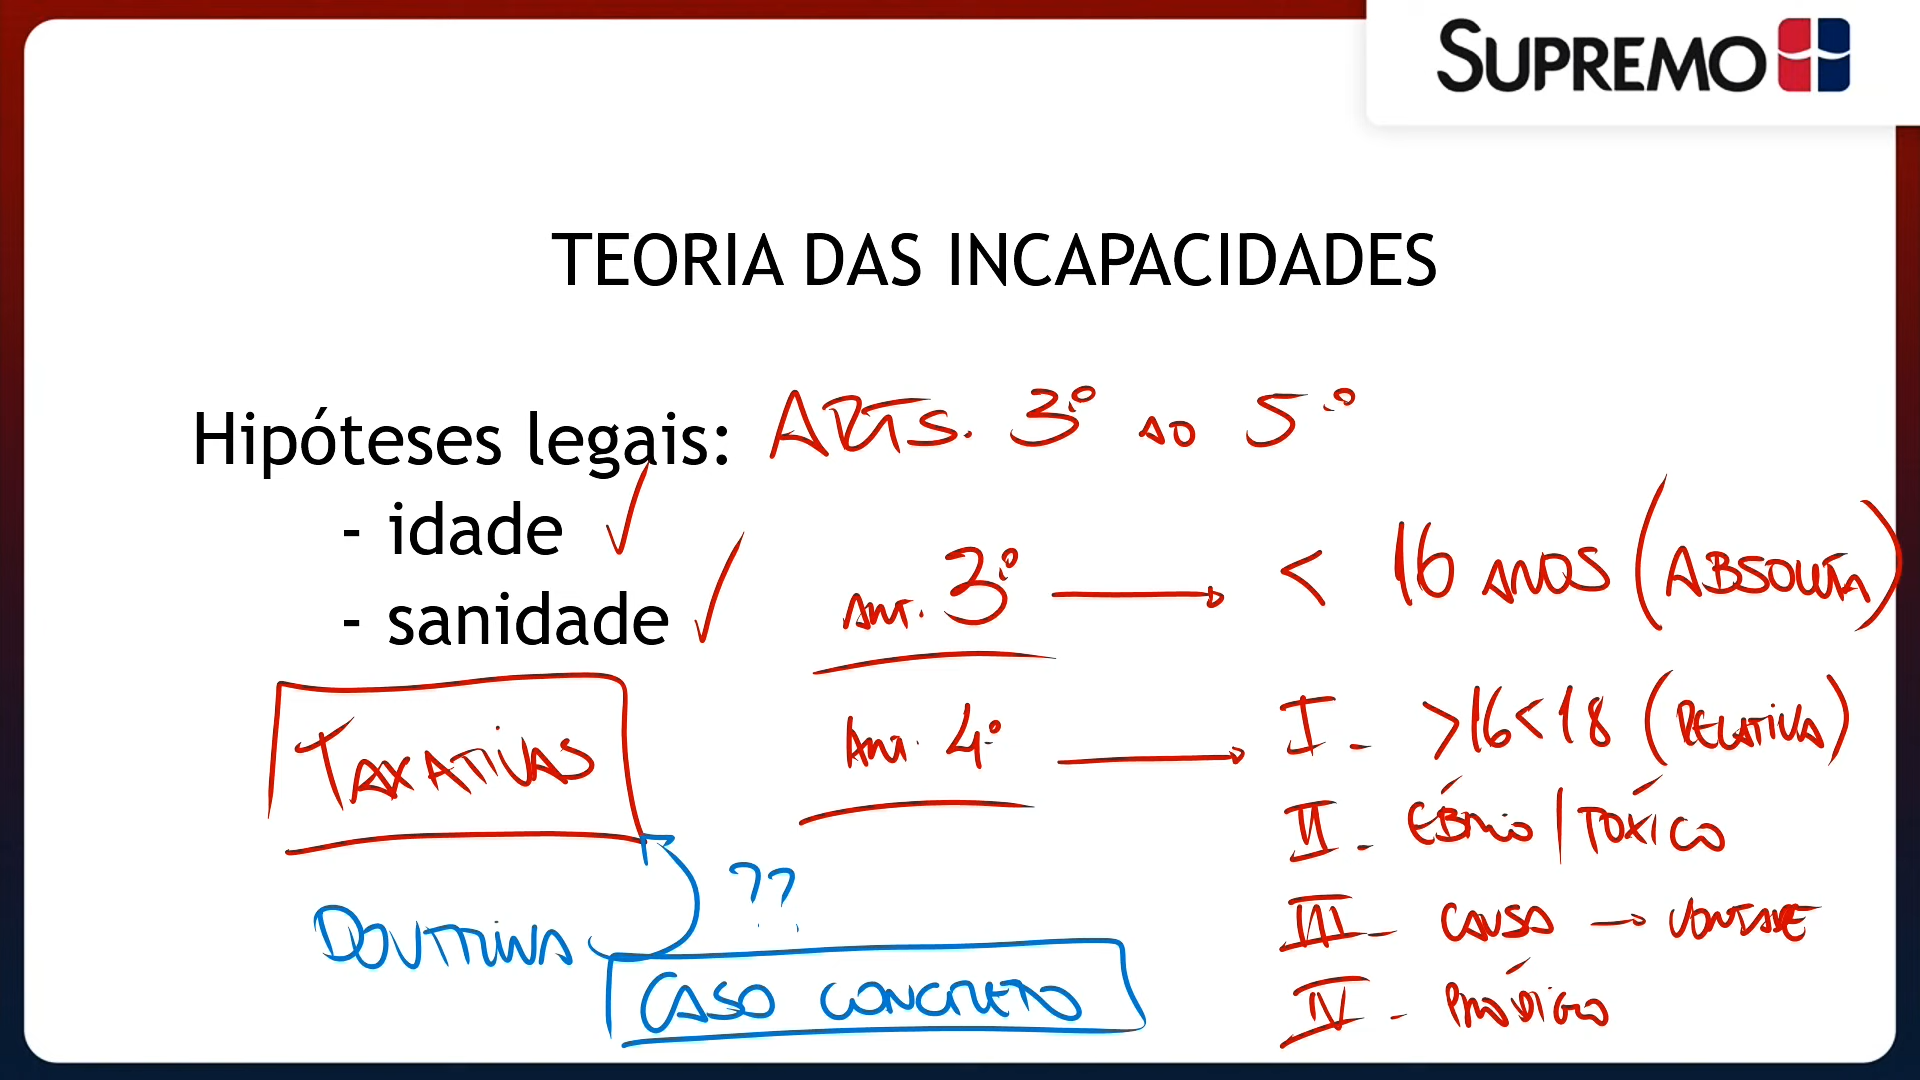 SUPREMO
TEORIA DAS INCAPACIDADES
Hipóteses legais: ARTS. 3º AO 5º
- idade
- sanidade
ART. 3º → < 16 ANOS (ABSOLUTA)
TAXATIVAS
ART. 4º → I - >16<18 (RELATIVA)
II - ÉBRIO / TÓXICO
III - CAUSA → VONTADE
IV - PRÓDIGO
DOUTRINA ??
CASO CONCRETO